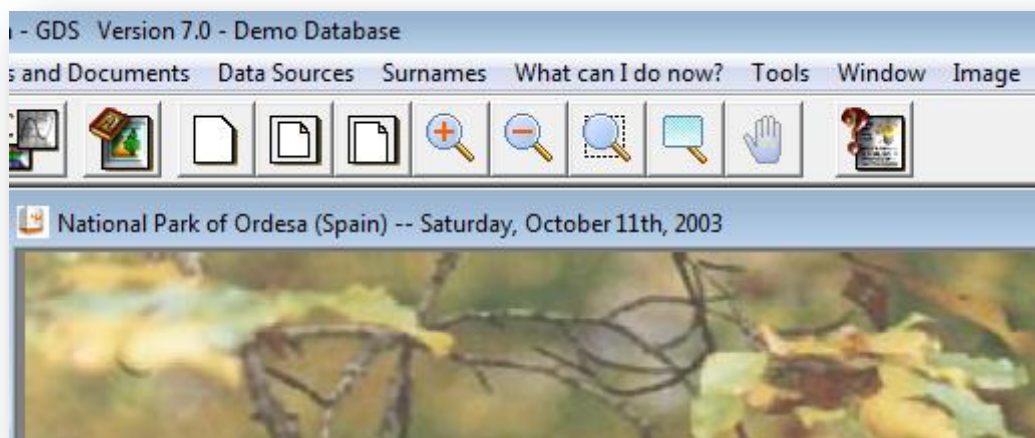 - GDS Version 7.0 - Demo Database
s and Documents Data Sources Surnames What can I do now? Tools Window Image
National Park of Ordesa (Spain) -- Saturday, October 11th, 2003